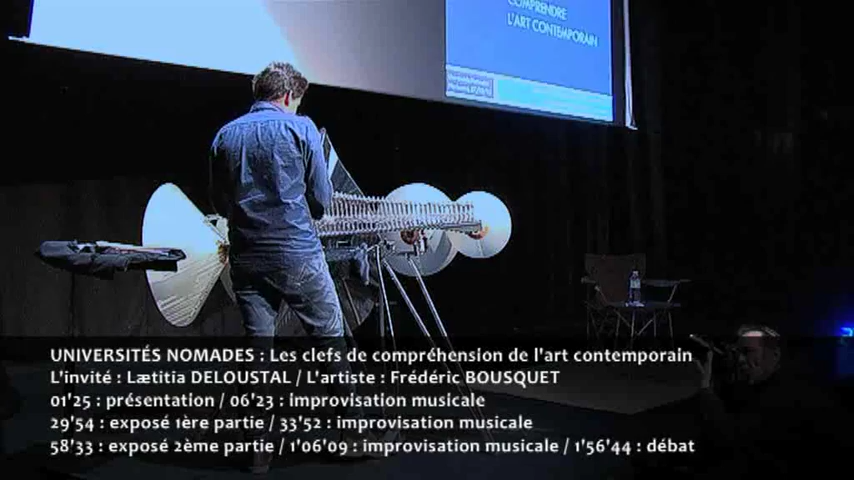 COMPRENDRE
L'ART CONTEMPORAIN
UNIVERSITÉS NOMADES : Les clefs de compréhension de l'art contemporain
L'invité : Lætitia DELOUSTAL / L'artiste : Frédéric BOUSQUET
01'25 : présentation / 06'23 : improvisation musicale
29'54 : exposé 1ère partie / 33'52 : improvisation musicale
58'33 : exposé 2ème partie / 1'06'09 : improvisation musicale / 1'56'44 : débat